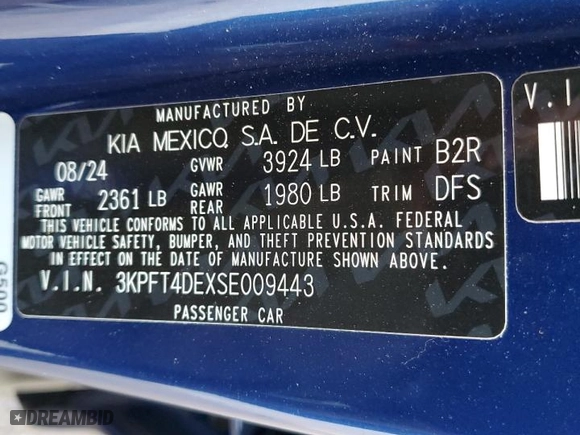 MANUFACTURED BY
KIA MEXICO, S.A. DE C.V.
08/24 GVWR 3924 LB PAINT B2R
GAWR FRONT 2361 LB GAWR REAR 1980 LB TRIM DFS
THIS VEHICLE CONFORMS TO ALL APPLICABLE U.S.A. FEDERAL
MOTOR VEHICLE SAFETY, BUMPER, AND THEFT PREVENTION STANDARDS
IN EFFECT ON THE DATE OF MANUFACTURE SHOWN ABOVE.
V.I.N. 3KPFT4DEXSE009443
PASSENGER CAR
V.I
G500
DREAMBID